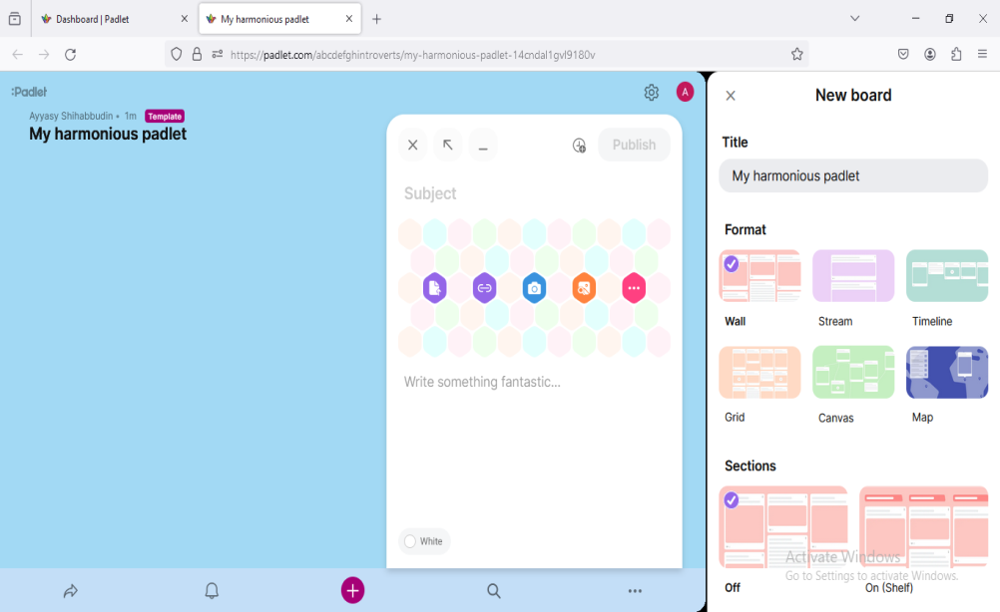 Dashboard | Padlet
My harmonious padlet
https://padlet.com/abcdefghintroverts/my-harmonious-padlet-14cndal1gvl9180v
:Padlet
A
Ayyasy Shihabbudin • 1m Template
My harmonious padlet
Publish
Subject
Write something fantastic...
White
New board
Title
My harmonious padlet
Format
Wall
Stream
Timeline
Grid
Canvas
Map
Sections
Off
On (Shelf)
Activate Windows
Go to Settings to activate Windows.